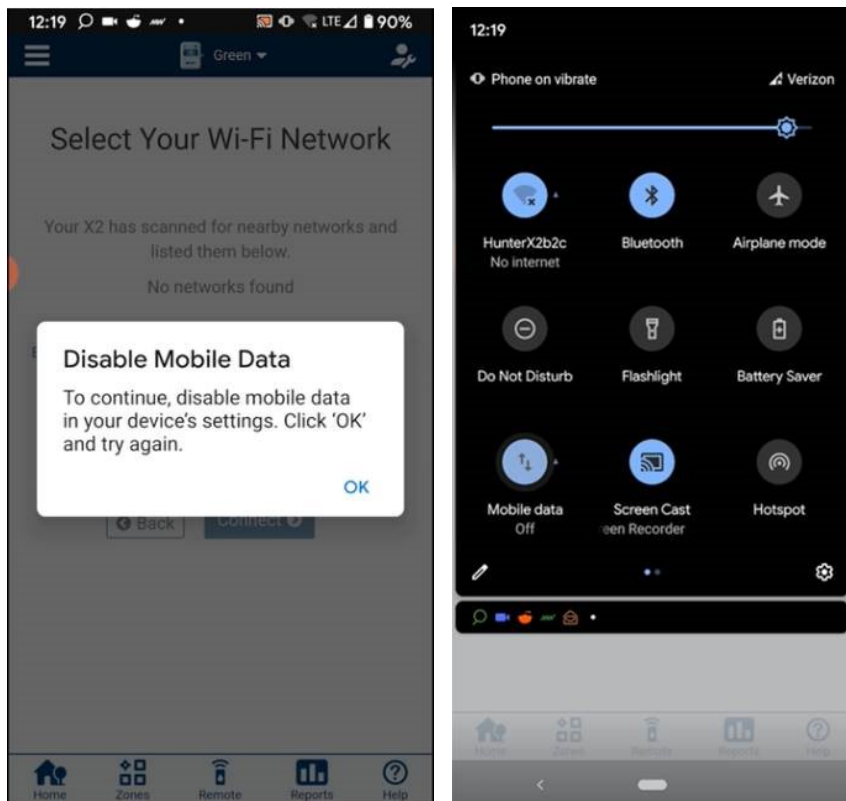 12:19 LTE 90%
Green
Select Your Wi-Fi Network
Your X2 has scanned for nearby networks and
listed them below.
No networks found
Disable Mobile Data
To continue, disable mobile data
in your device's settings. Click 'OK'
and try again.
OK
Back Connect
Home Zones Remote Reports Help
12:19
Phone on vibrate Verizon
HunterX2b2c Bluetooth Airplane mode
No internet
Do Not Disturb Flashlight Battery Saver
Mobile data Screen Cast Hotspot
Off een Recorder
Home Zones Remote Reports Help